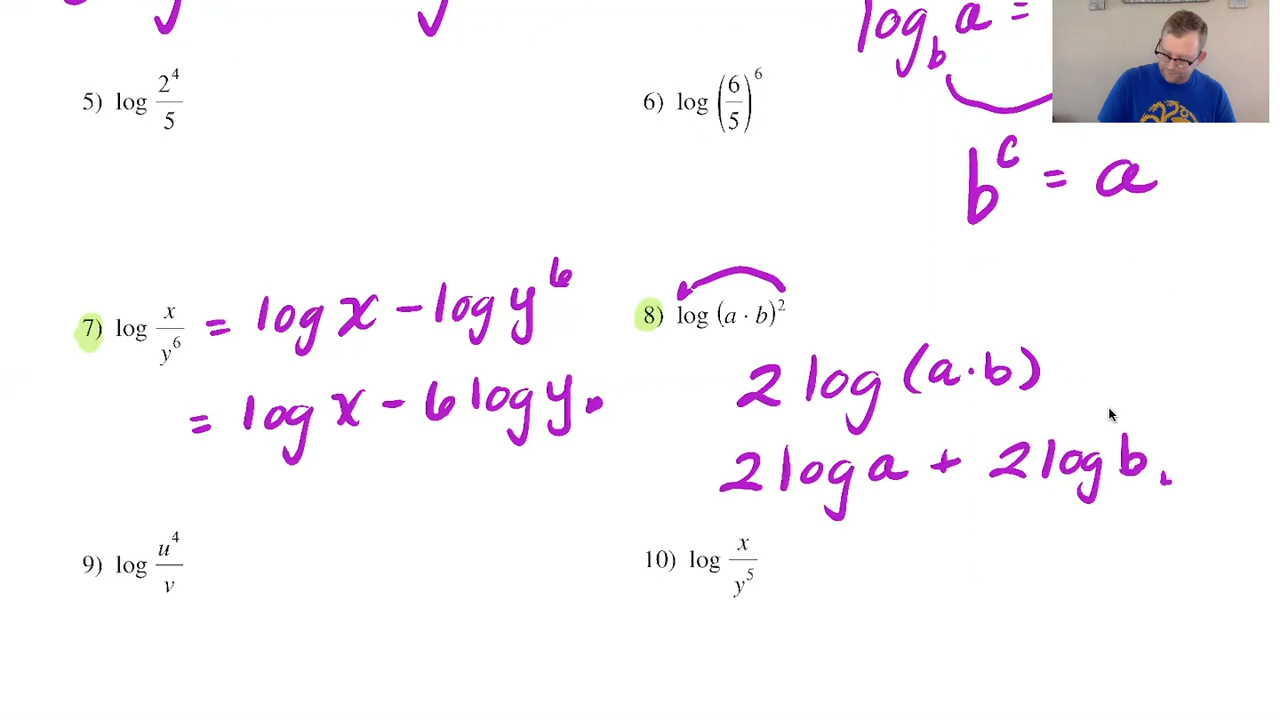 log_b a =
5) log 2^4/5
6) log (6/5)^6
b^c = a
7) log x/y^6 = log x − log y^6
= log x − 6 log y.
8) log (a · b)^2
2 log (a · b)
2 log a + 2 log b.
9) log u^4/v
10) log x/y^5